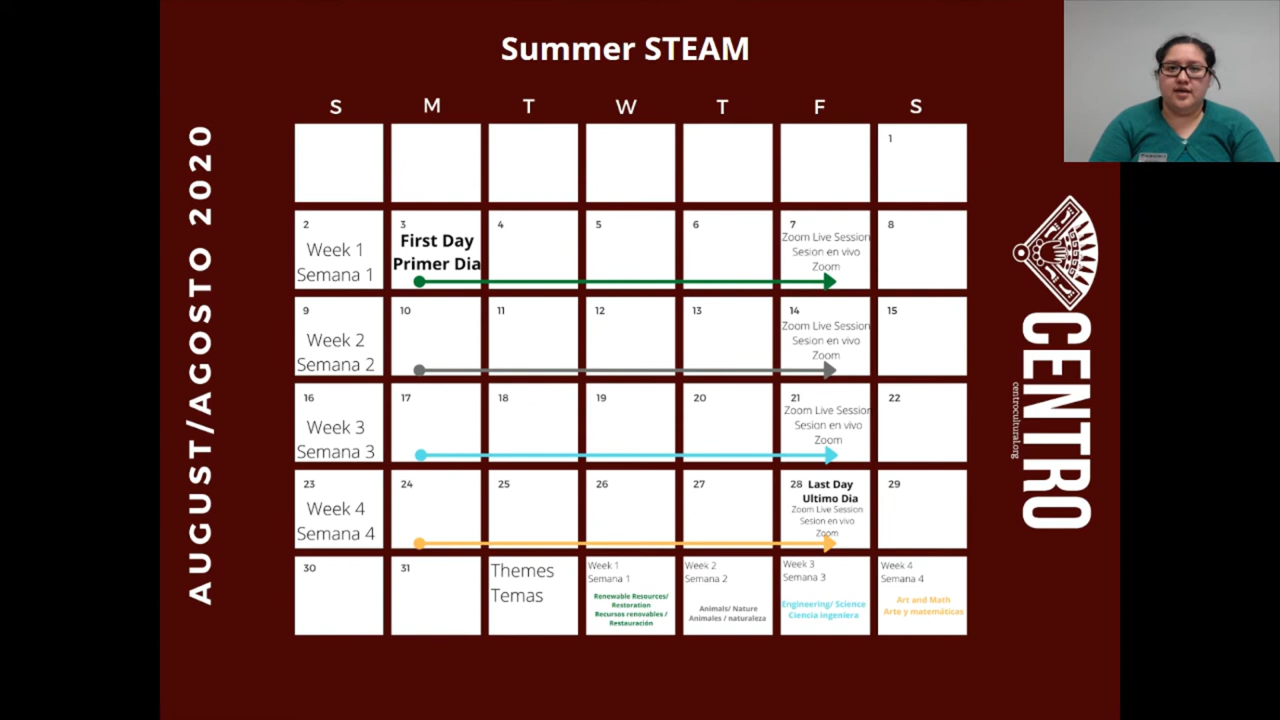 Summer STEAM
AUGUST/AGOSTO 2020
S M T W T F S
1
2 3 4 5 6 7 8
Week 1
Semana 1
First Day
Primer Dia
Zoom Live Session
Sesion en vivo
Zoom
9 10 11 12 13 14 15
Week 2
Semana 2
Zoom Live Session
Sesion en vivo
Zoom
16 17 18 19 20 21 22
Week 3
Semana 3
Zoom Live Session
Sesion en vivo
Zoom
23 24 25 26 27 28 29
Week 4
Semana 4
Last Day
Ultimo Dia
Zoom Live Session
Sesion en vivo
Zoom
30 31
Themes
Temas
Week 1
Semana 1
Renewable Resources/
Restoration
Recursos renovables /
Restauración
Week 2
Semana 2
Animals/ Nature
Animales / naturaleza
Week 3
Semana 3
Engineering/ Science
Ciencia ingeniera
Week 4
Semana 4
Art and Math
Arte y matemáticas
CENTRO
centrocultural.org